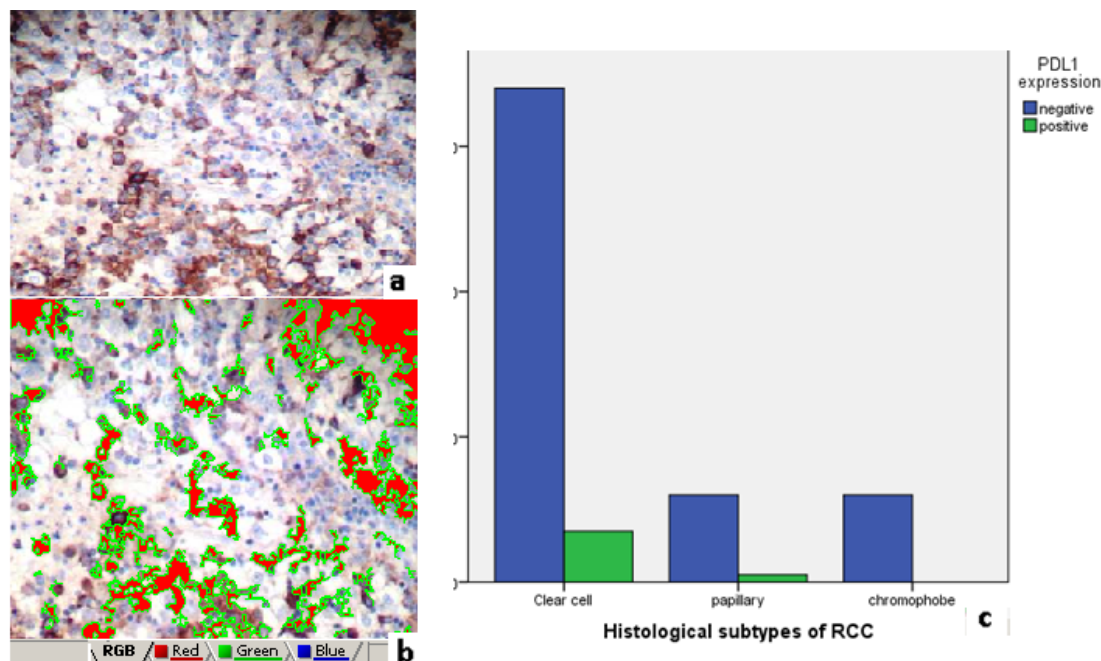 a
RGB Red Green Blue
b
PDL1
expression
negative
positive
Clear cell papillary chromophobe
Histological subtypes of RCC
c